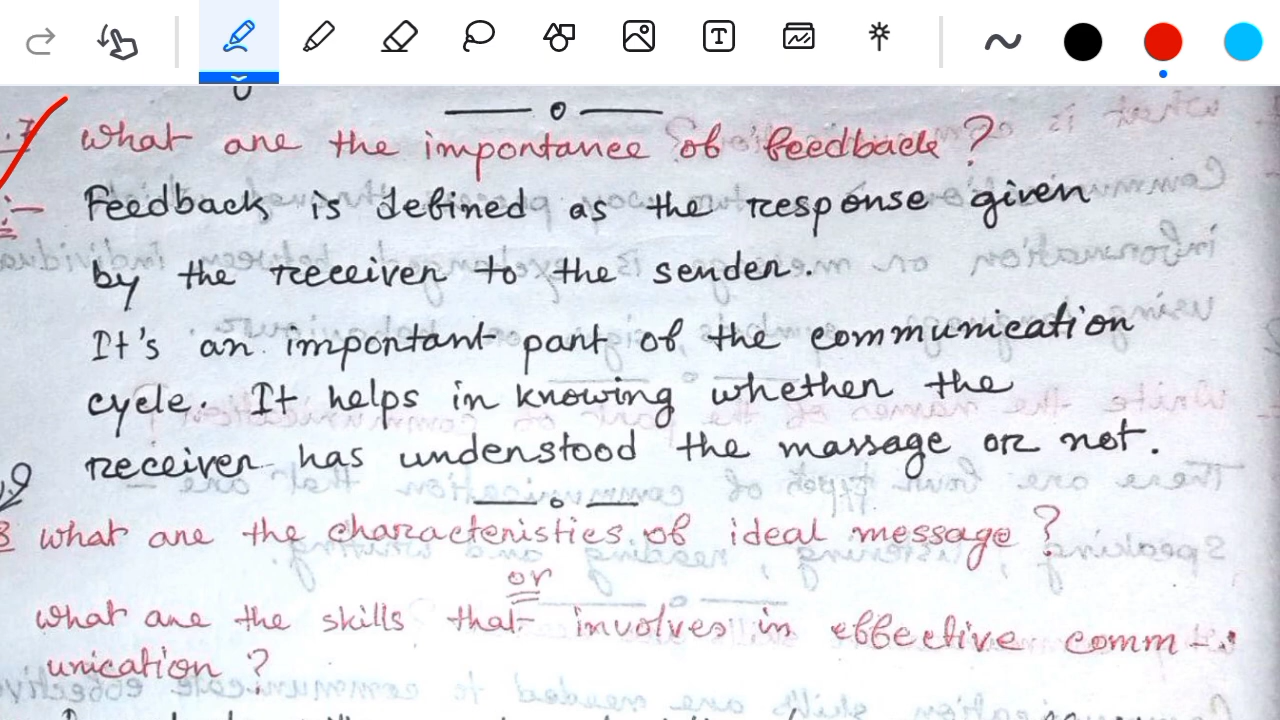 .7 What are the importance of feedback ?
:- Feedback is defined as the response given
by the receiver to the sender.
It's an important part of the communication
cycle. It helps in knowing whether the
receiver has understood the massage or not.
8 What are the characteristics of ideal message ?
or
What are the skills that involves in effective comm-
unication ?